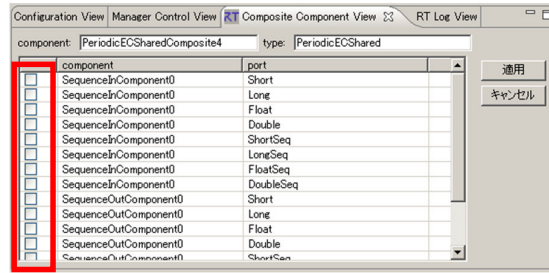 Configuration View Manager Control View RT Composite Component View RT Log View
component: PeriodicECSharedComposite4 type: PeriodicECShared
component port
適用
キャンセル
SequenceInComponent0 Short
SequenceInComponent0 Long
SequenceInComponent0 Float
SequenceInComponent0 Double
SequenceInComponent0 ShortSeq
SequenceInComponent0 LongSeq
SequenceInComponent0 FloatSeq
SequenceInComponent0 DoubleSeq
SequenceOutComponent0 Short
SequenceOutComponent0 Long
SequenceOutComponent0 Float
SequenceOutComponent0 Double
SequenceOutComponent0 ShortSeq